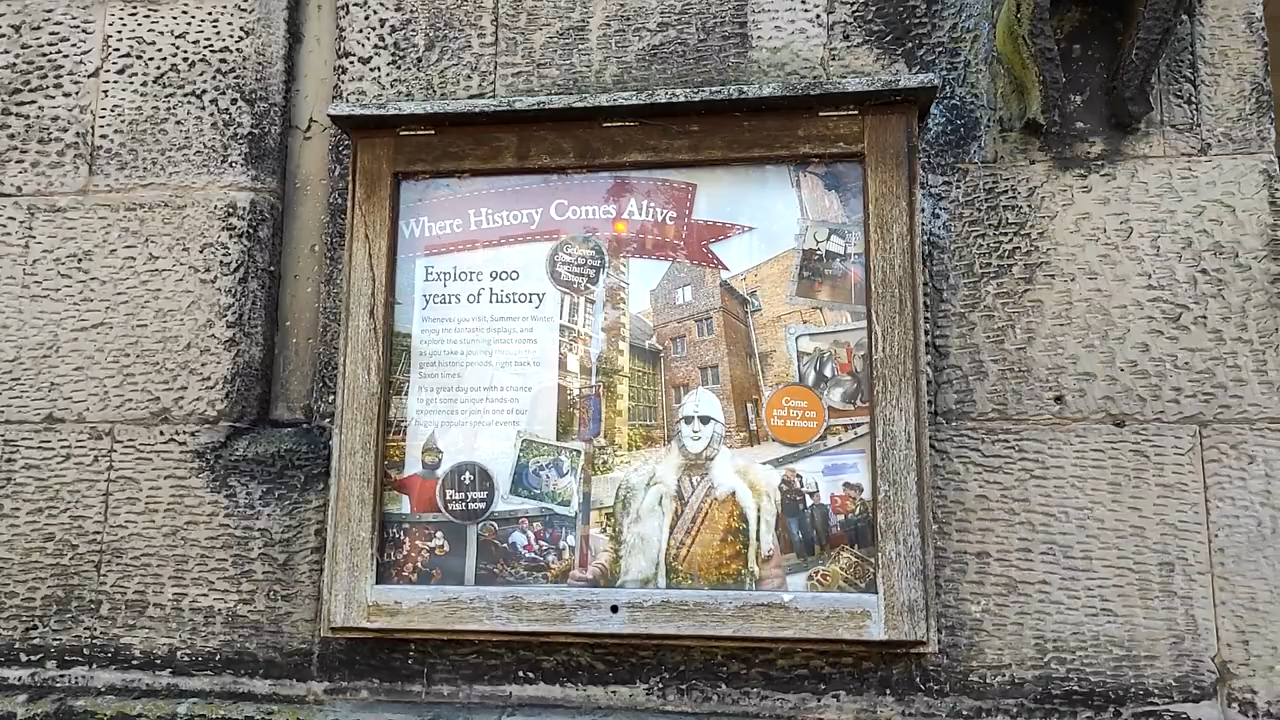 Where History Comes Alive
Get even
closer to our
fascinating
history
Explore 900
years of history
Whenever you visit, Summer or Winter,
enjoy the fantastic displays, and
explore the stunning intact rooms
as you take a journey through the
great historic periods, right back to
Saxon times.
It's a great day out with a chance
to get some unique hands-on
experiences or join in one of our
hugely popular special events.
Come
and try on
the armour
Plan your
visit now